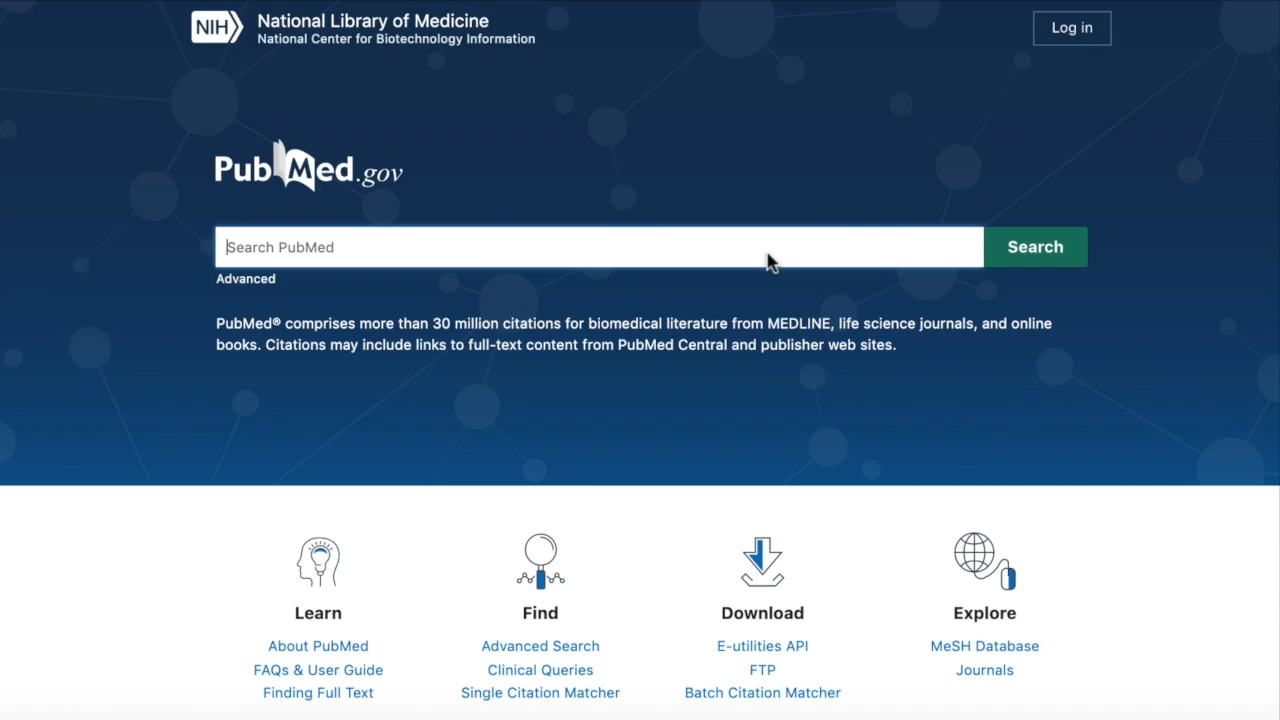 NIH
National Library of Medicine
National Center for Biotechnology Information
Log in
PubMed.gov
Search PubMed
Search
Advanced
PubMed® comprises more than 30 million citations for biomedical literature from MEDLINE, life science journals, and online
books. Citations may include links to full-text content from PubMed Central and publisher web sites.
Learn
About PubMed
FAQs & User Guide
Finding Full Text
Find
Advanced Search
Clinical Queries
Single Citation Matcher
Download
E-utilities API
FTP
Batch Citation Matcher
Explore
MeSH Database
Journals